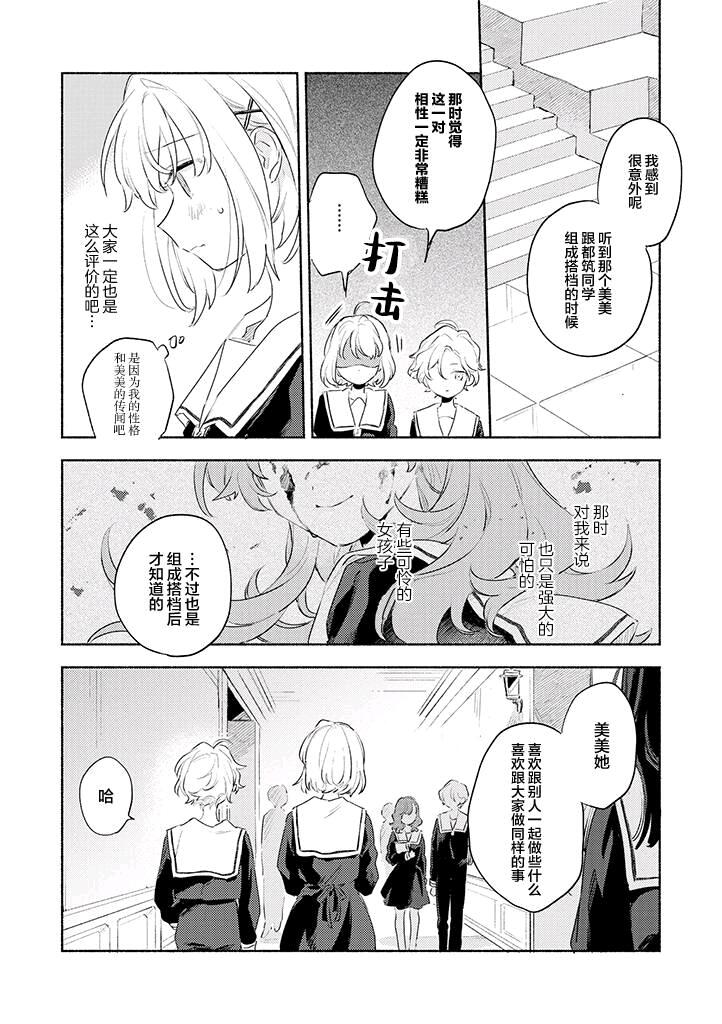 我感到
很意外呢
听到那个美美
跟都筑同学
组成搭档的时候
那时觉得
这一对
相性一定非常糟糕
……
打击
大家一定也是
这么评价的吧…
是因为我的性格
和美美的传闻吧
那时
对我来说
也只是强大的
可怕的
有些可怜的
女孩子
…不过也是
组成搭档后
才知道的
美美她
喜欢跟别人一起做些什么
喜欢跟大家做同样的事
哈